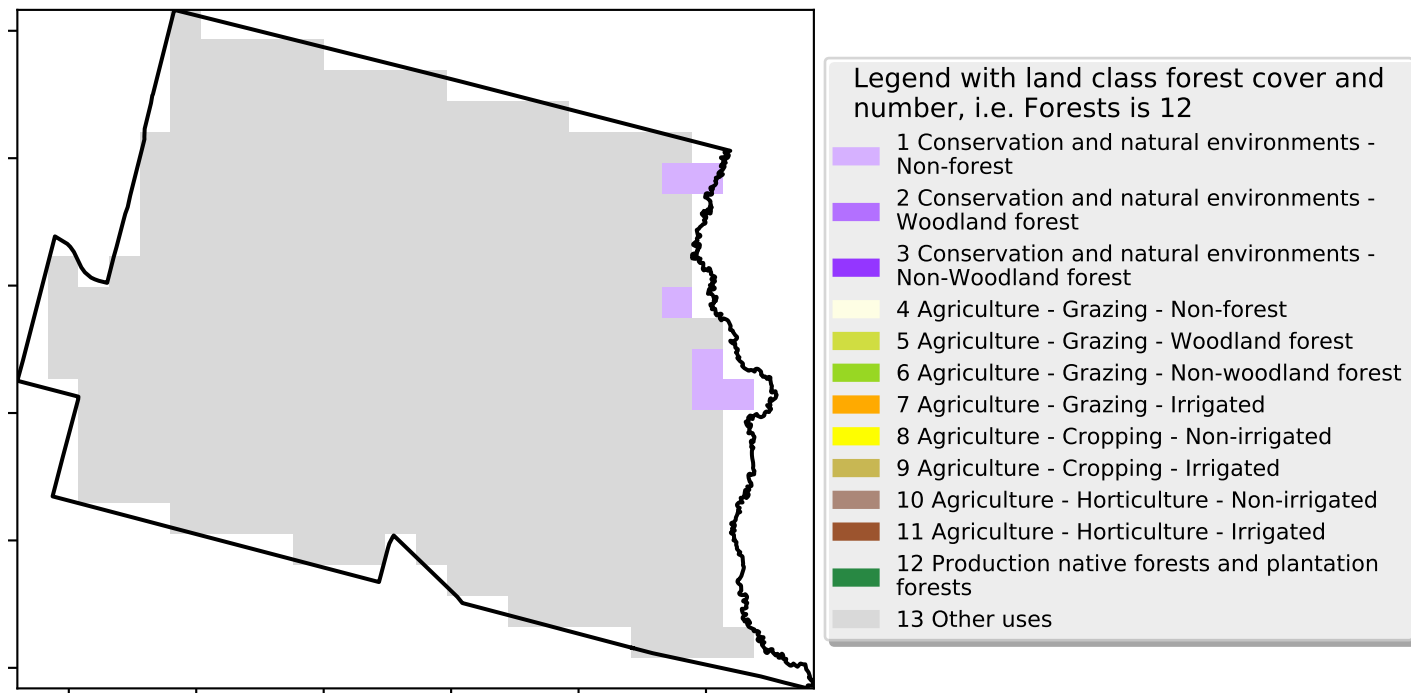 Legend with land class forest cover and
number, i.e. Forests is 12
1 Conservation and natural environments -
Non-forest
2 Conservation and natural environments -
Woodland forest
3 Conservation and natural environments -
Non-Woodland forest
4 Agriculture - Grazing - Non-forest
5 Agriculture - Grazing - Woodland forest
6 Agriculture - Grazing - Non-woodland forest
7 Agriculture - Grazing - Irrigated
8 Agriculture - Cropping - Non-irrigated
9 Agriculture - Cropping - Irrigated
10 Agriculture - Horticulture - Non-irrigated
11 Agriculture - Horticulture - Irrigated
12 Production native forests and plantation
forests
13 Other uses